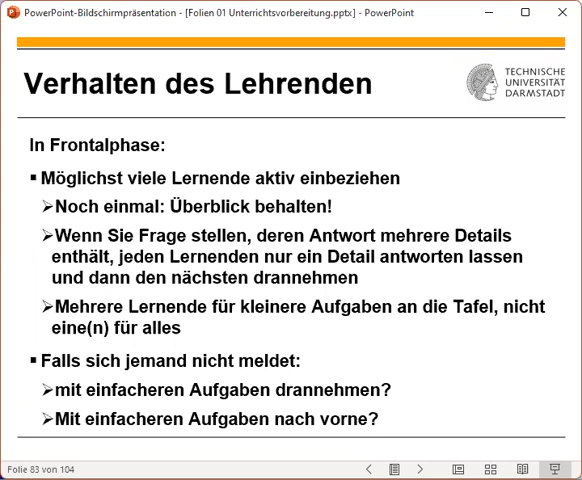 PowerPoint-Bildschirmpräsentation - [Folien 01 Unterrichtsvorbereitung.pptx] - PowerPoint
Verhalten des Lehrenden
TECHNISCHE
UNIVERSITÄT
DARMSTADT
In Frontalphase:
▪ Möglichst viele Lernende aktiv einbeziehen
➢Noch einmal: Überblick behalten!
➢Wenn Sie Frage stellen, deren Antwort mehrere Details
enthält, jeden Lernenden nur ein Detail antworten lassen
und dann den nächsten drannehmen
➢Mehrere Lernende für kleinere Aufgaben an die Tafel, nicht
eine(n) für alles
▪ Falls sich jemand nicht meldet:
➢mit einfacheren Aufgaben drannehmen?
➢Mit einfacheren Aufgaben nach vorne?
Folie 83 von 104